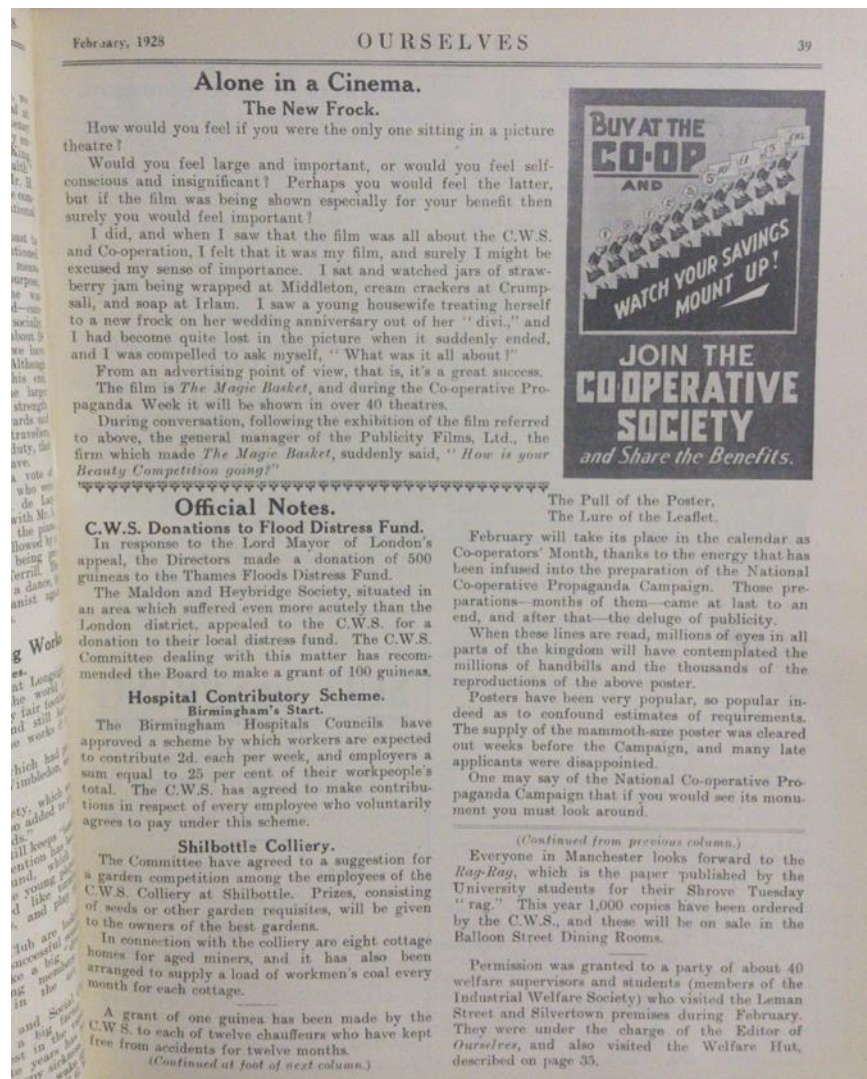 February, 1928
OURSELVES
39
Alone in a Cinema.
The New Frock.
How would you feel if you were the only one sitting in a picture
theatre?
Would you feel large and important, or would you feel self-
conscious and insignificant? Perhaps you would feel the latter,
but if the film was being shown especially for your benefit then
surely you would feel important!
I did, and when I saw that the film was all about the C.W.S.
and Co-operation, I felt that it was my film, and surely I might be
excused my sense of importance. I sat and watched jars of straw-
berry jam being wrapped at Middleton, cream crackers at Crump-
sall, and soap at Irlam. I saw a young housewife treating herself
to a new frock on her wedding anniversary out of her "divi.," and
I had become quite lost in the picture when it suddenly ended,
and I was compelled to ask myself, "What was it all about?"
From an advertising point of view, that is, it's a great success.
The film is The Magic Basket, and during the Co-operative Pro-
paganda Week it will be shown in over 40 theatres.
During conversation, following the exhibition of the film referred
to above, the general manager of the Publicity Films, Ltd., the
firm which made The Magic Basket, suddenly said, "How is your
Beauty Competition going?"
BUY AT THE
CO-OP
AND
WATCH YOUR SAVINGS
MOUNT UP!
JOIN THE
CO-OPERATIVE
SOCIETY
and Share the Benefits.
Official Notes.
C.W.S. Donations to Flood Distress Fund.
In response to the Lord Mayor of London's
appeal, the Directors made a donation of 500
guineas to the Thames Floods Distress Fund.
The Maldon and Heybridge Society, situated in
an area which suffered even more acutely than the
London district, appealed to the C.W.S. for a
donation to their local distress fund. The C.W.S.
Committee dealing with this matter has recom-
mended the Board to make a grant of 100 guineas.
Hospital Contributory Scheme.
Birmingham's Start.
The Birmingham Hospitals Councils have
approved a scheme by which workers are expected
to contribute 2d. each per week, and employers a
sum equal to 25 per cent of their workpeople's
total. The C.W.S. has agreed to make contribu-
tions in respect of every employee who voluntarily
agrees to pay under this scheme.
Shilbottle Colliery.
The Committee have agreed to a suggestion for
a garden competition among the employees of the
C.W.S. Colliery at Shilbottle. Prizes, consisting
of seeds or other garden requisites, will be given
to the owners of the best gardens.
In connection with the colliery are eight cottage
homes for aged miners, and it has also been
arranged to supply a load of workmen's coal every
month for each cottage.
A grant of one guinea has been made by the
C.W S. to each of twelve chauffeurs who have kept
free from accidents for twelve months.
(Continued at foot of next column.)
The Pull of the Poster,
The Lure of the Leaflet.
February will take its place in the calendar as
Co-operators' Month, thanks to the energy that has
been infused into the preparation of the National
Co-operative Propaganda Campaign. Those pre-
parations—months of them—came at last to an
end, and after that—the deluge of publicity.
When these lines are read, millions of eyes in all
parts of the kingdom will have contemplated the
millions of handbills and the thousands of the
reproductions of the above poster.
Posters have been very popular, so popular in-
deed as to confound estimates of requirements.
The supply of the mammoth-size poster was cleared
out weeks before the Campaign, and many late
applicants were disappointed.
One may say of the National Co-operative Pro-
paganda Campaign that if you would see its monu-
ment you must look around.
(Continued from previous column.)
Everyone in Manchester looks forward to the
Rag-Rag, which is the paper published by the
University students for their Shrove Tuesday
"rag." This year 1,000 copies have been ordered
by the C.W.S., and these will be on sale in the
Balloon Street Dining Rooms.
Permission was granted to a party of about 40
welfare supervisors and students (members of the
Industrial Welfare Society) who visited the Leman
Street and Silvertown premises during February.
They were under the charge of the Editor of
Ourselves, and also visited the Welfare Hut,
described on page 35.